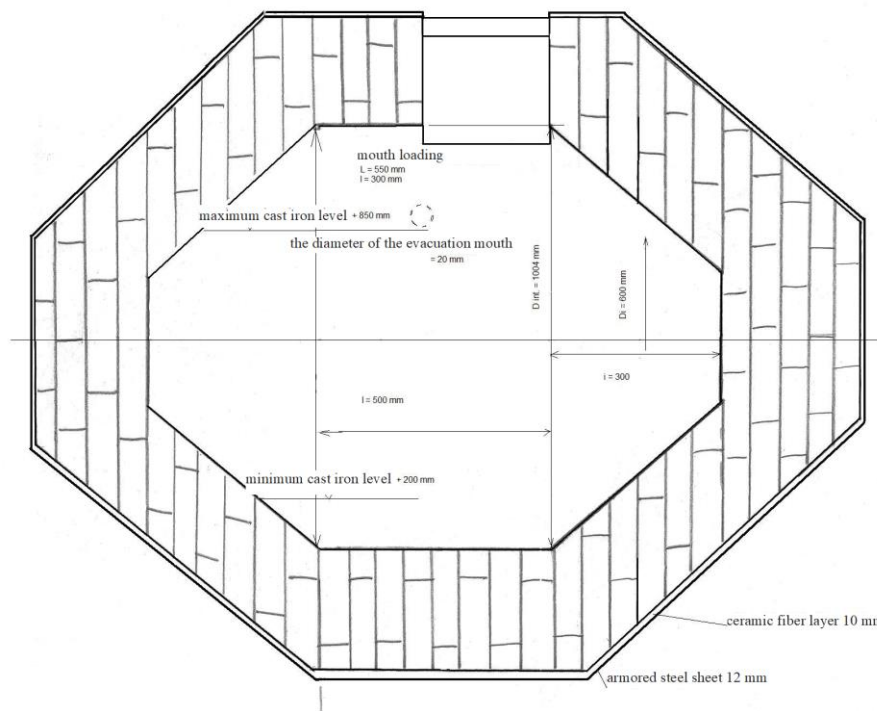 mouth loading
L = 550 mm
l = 300 mm
maximum cast iron level + 850 mm
the diameter of the evacuation mouth
= 20 mm
D int. = 1004 mm
Di = 600 mm
i = 300
l = 500 mm
minimum cast iron level + 200 mm
ceramic fiber layer 10 mm
armored steel sheet 12 mm